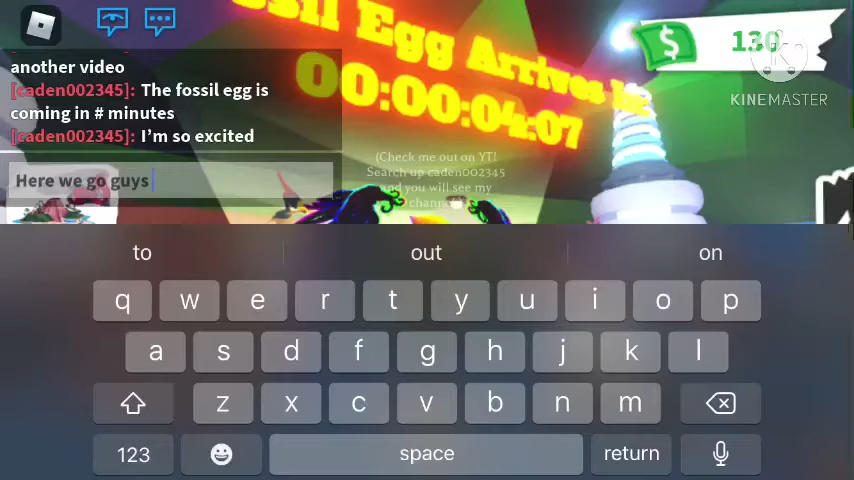 another video
[caden002345]: The fossil egg is
coming in # minutes
[caden002345]: I'm so excited
Here we go guys
ssil Egg Arrives In:
00:00:04:07
130
KINEMASTER
(Check me out on YT!
Search up caden002345
and you will see my
channel
to out on
q w e r t y u i o p
a s d f g h j k l
z x c v b n m
123 space return